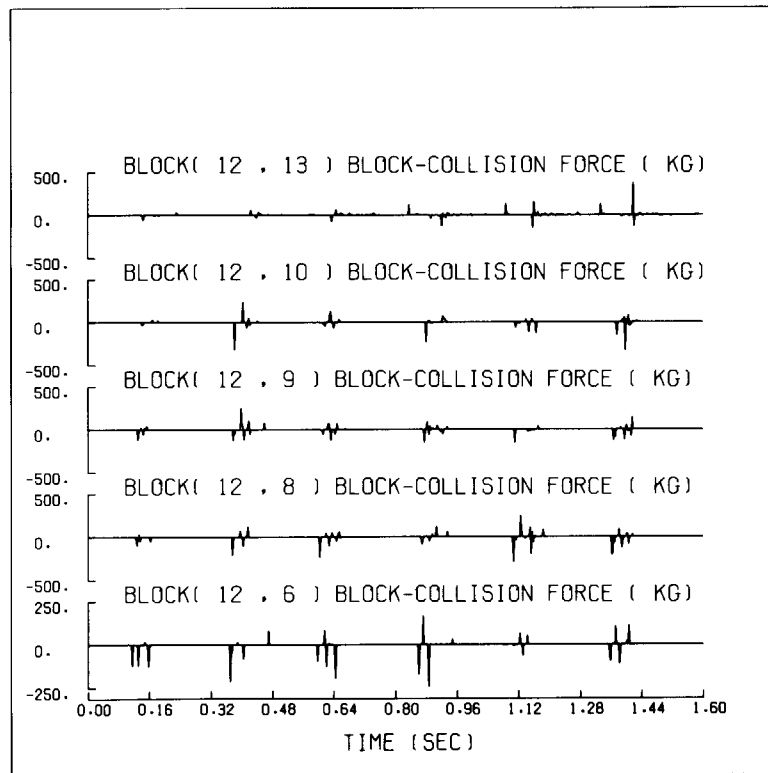 BLOCK( 12 , 13 ) BLOCK-COLLISION FORCE ( KG)
500.
0.
-500.
BLOCK( 12 , 10 ) BLOCK-COLLISION FORCE ( KG)
500.
0.
-500.
BLOCK( 12 , 9 ) BLOCK-COLLISION FORCE ( KG)
500.
0.
-500.
BLOCK( 12 , 8 ) BLOCK-COLLISION FORCE ( KG)
500.
0.
-500.
BLOCK( 12 , 6 ) BLOCK-COLLISION FORCE ( KG)
250.
0.
-250.
0.00 0.16 0.32 0.48 0.64 0.80 0.96 1.12 1.28 1.44 1.60
TIME (SEC)